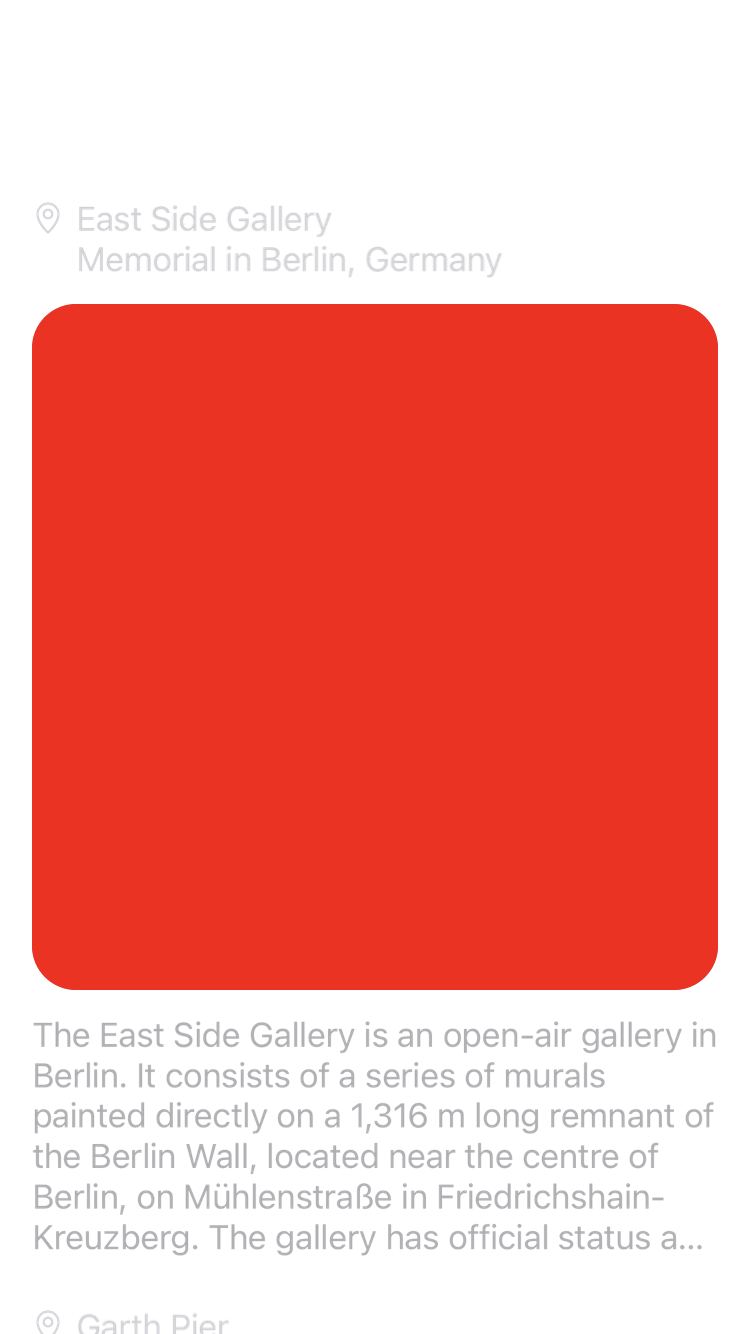 East Side Gallery
Memorial in Berlin, Germany
The East Side Gallery is an open-air gallery in
Berlin. It consists of a series of murals
painted directly on a 1,316 m long remnant of
the Berlin Wall, located near the centre of
Berlin, on Mühlenstraße in Friedrichshain-
Kreuzberg. The gallery has official status a...
Garth Pier